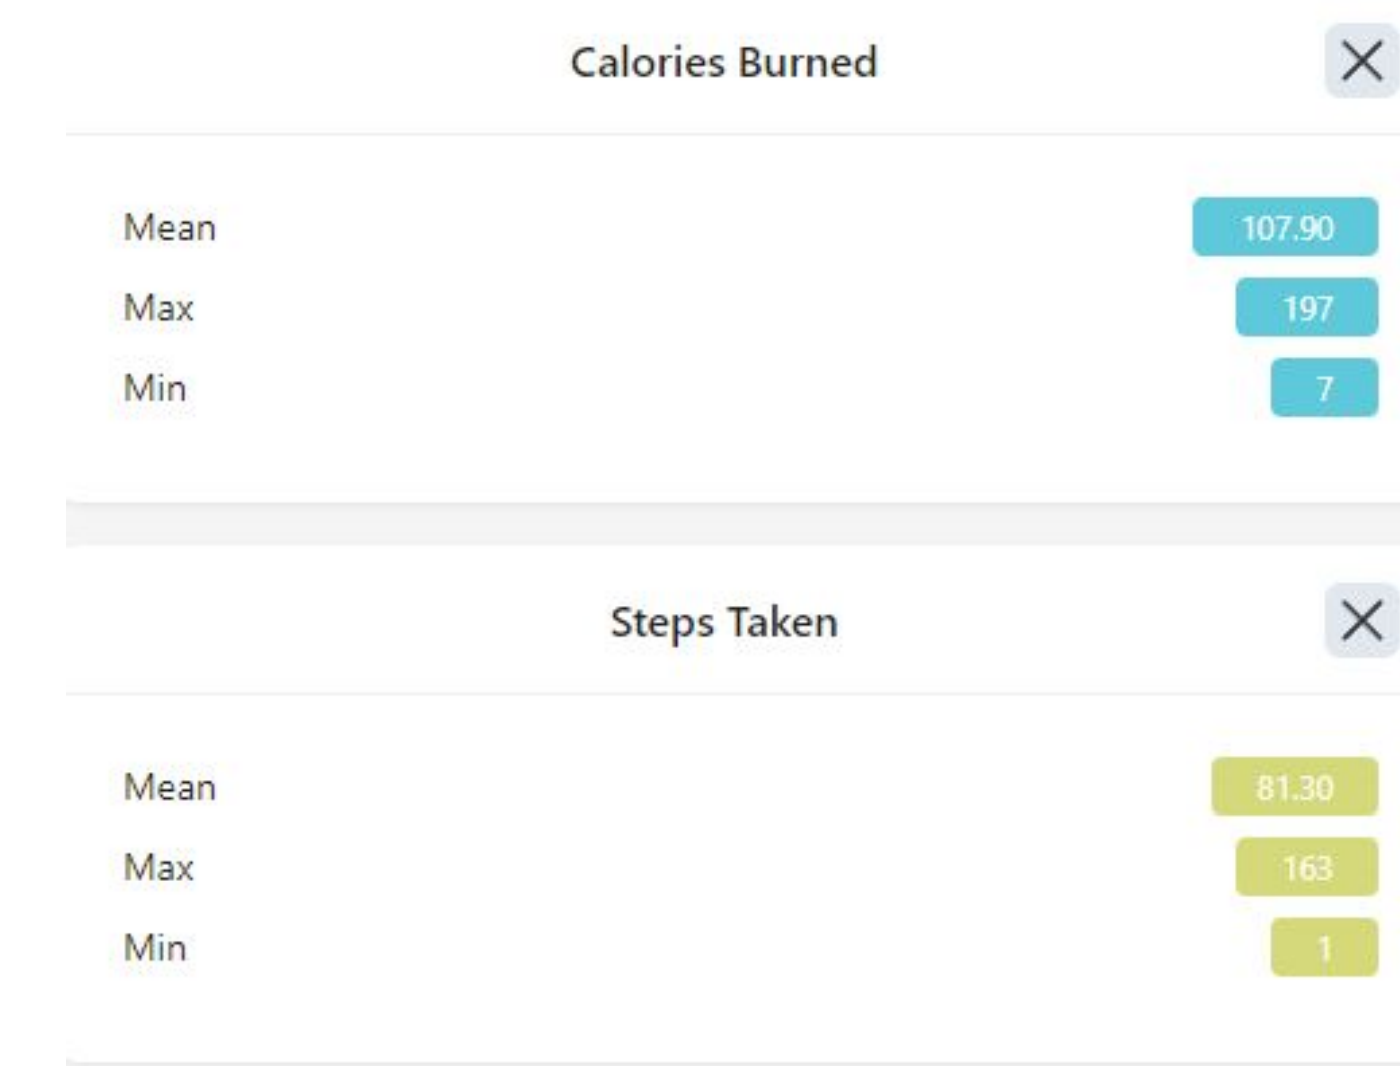 Calories Burned
Mean 107.90
Max 197
Min 7
Steps Taken
Mean 81.30
Max 163
Min 1